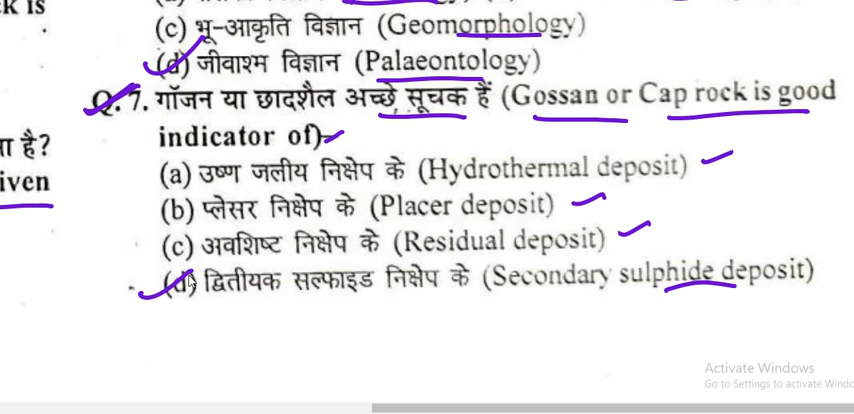 (c) भू-आकृति विज्ञान (Geomorphology)
(d) जीवाश्म विज्ञान (Palaeontology)
Q. 7. गॉजन या छादशैल अच्छे सूचक हैं (Gossan or Cap rock is good
indicator of)–
ा है?
iven
(a) उष्ण जलीय निक्षेप के (Hydrothermal deposit)
(b) प्लेसर निक्षेप के (Placer deposit)
(c) अवशिष्ट निक्षेप के (Residual deposit)
(d) द्वितीयक सल्फाइड निक्षेप के (Secondary sulphide deposit)
Activate Windows
Go to Settings to activate Windo